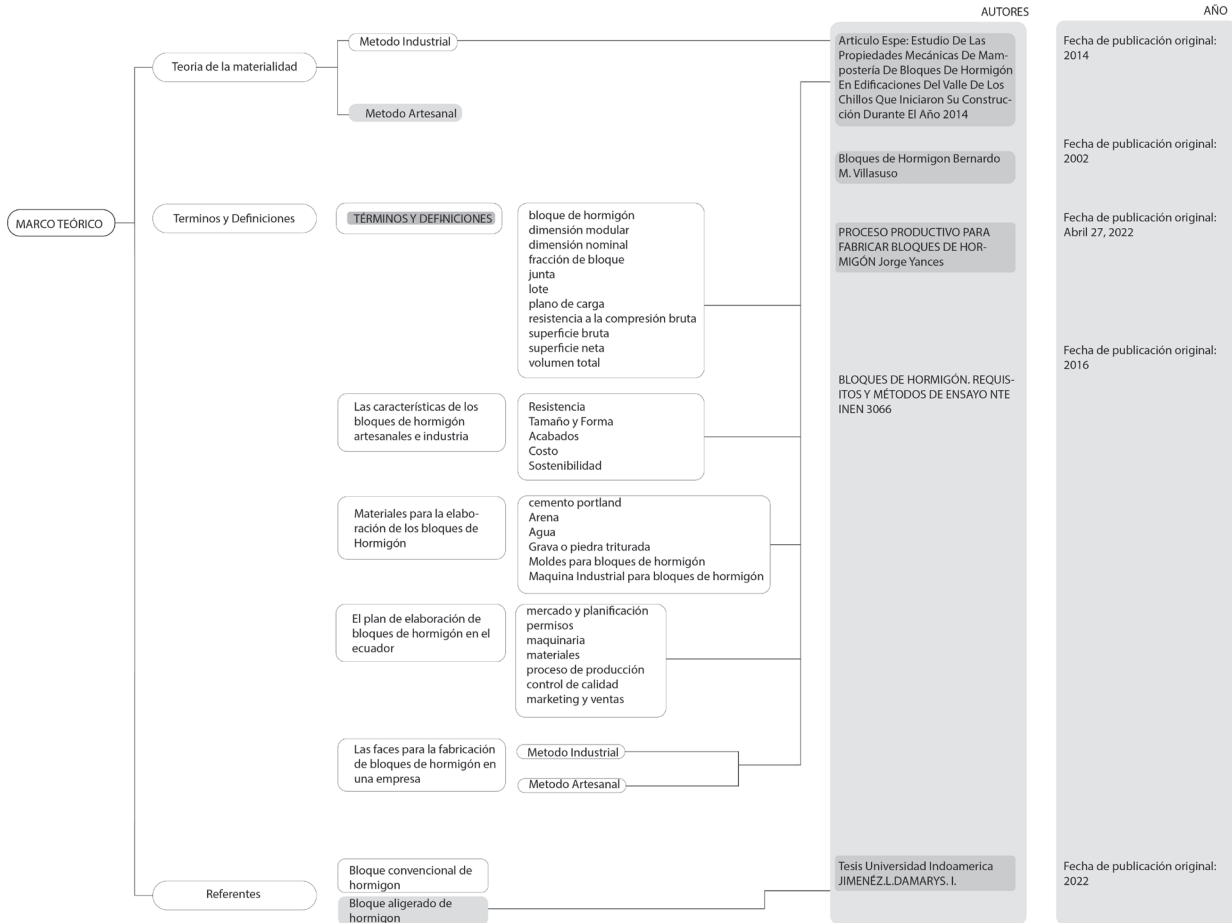 AUTORES
AÑO
MARCO TEÓRICO
Teoria de la materialidad
Metodo Industrial
Metodo Artesanal
Terminos y Definiciones
TÉRMINOS Y DEFINICIONES
bloque de hormigón
dimensión modular
dimensión nominal
fracción de bloque
junta
lote
plano de carga
resistencia a la compresión bruta
superficie bruta
superficie neta
volumen total
Las características de los
bloques de hormigón
artesanales e industria
Resistencia
Tamaño y Forma
Acabados
Costo
Sostenibilidad
Materiales para la elabo-
ración de los bloques de
Hormigón
cemento portland
Arena
Agua
Grava o piedra triturada
Moldes para bloques de hormigón
Maquina Industrial para bloques de hormigón
El plan de elaboración de
bloques de hormigón en el
ecuador
mercado y planificación
permisos
maquinaria
materiales
proceso de producción
control de calidad
marketing y ventas
Las faces para la fabricación
de bloques de hormigón en
una empresa
Metodo Industrial
Metodo Artesanal
Referentes
Bloque convencional de
hormigon
Bloque aligerado de
hormigon
Articulo Espe: Estudio De Las
Propiedades Mecánicas De Mam-
postería De Bloques De Hormigón
En Edificaciones Del Valle De Los
Chillos Que Iniciaron Su Construc-
ción Durante El Año 2014
Bloques de Hormigon Bernardo
M. Villasuso
PROCESO PRODUCTIVO PARA
FABRICAR BLOQUES DE HOR-
MIGÓN Jorge Yances
BLOQUES DE HORMIGÓN. REQUIS-
ITOS Y MÉTODOS DE ENSAYO NTE
INEN 3066
Tesis Universidad Indoamerica
JIMENÉZ.L.DAMARYS. I.
Fecha de publicación original:
2014
Fecha de publicación original:
2002
Fecha de publicación original:
Abril 27, 2022
Fecha de publicación original:
2016
Fecha de publicación original:
2022